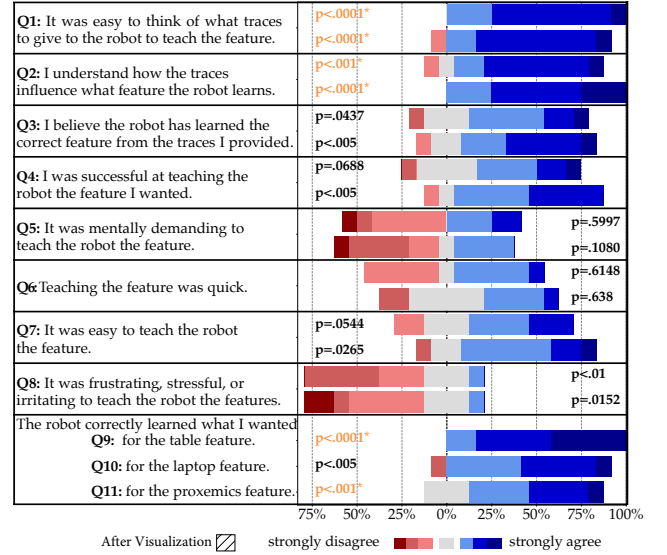 Q1: It was easy to think of what traces
to give to the robot to teach the feature.
p<.0001*
p<.0001*
Q2: I understand how the traces
influence what feature the robot learns.
p<.001*
p<.0001*
Q3: I believe the robot has learned the
correct feature from the traces I provided.
p=.0437
p<.005
Q4: I was successful at teaching the
robot the feature I wanted.
p=.0688
p<.005
Q5: It was mentally demanding to
teach the robot the feature.
p=.5997
p=.1080
Q6:Teaching the feature was quick.
p=.6148
p=.638
Q7: It was easy to teach the robot
the feature.
p=.0544
p=.0265
Q8: It was frustrating, stressful, or
irritating to teach the robot the features.
p<.01
p=.0152
The robot correctly learned what I wanted
Q9: for the table feature.
p<.0001*
Q10: for the laptop feature.
p<.005
Q11: for the proxemics feature.
p<.001*
75% 50% 25% 0% 25% 50% 75% 100%
After Visualization strongly disagree strongly agree